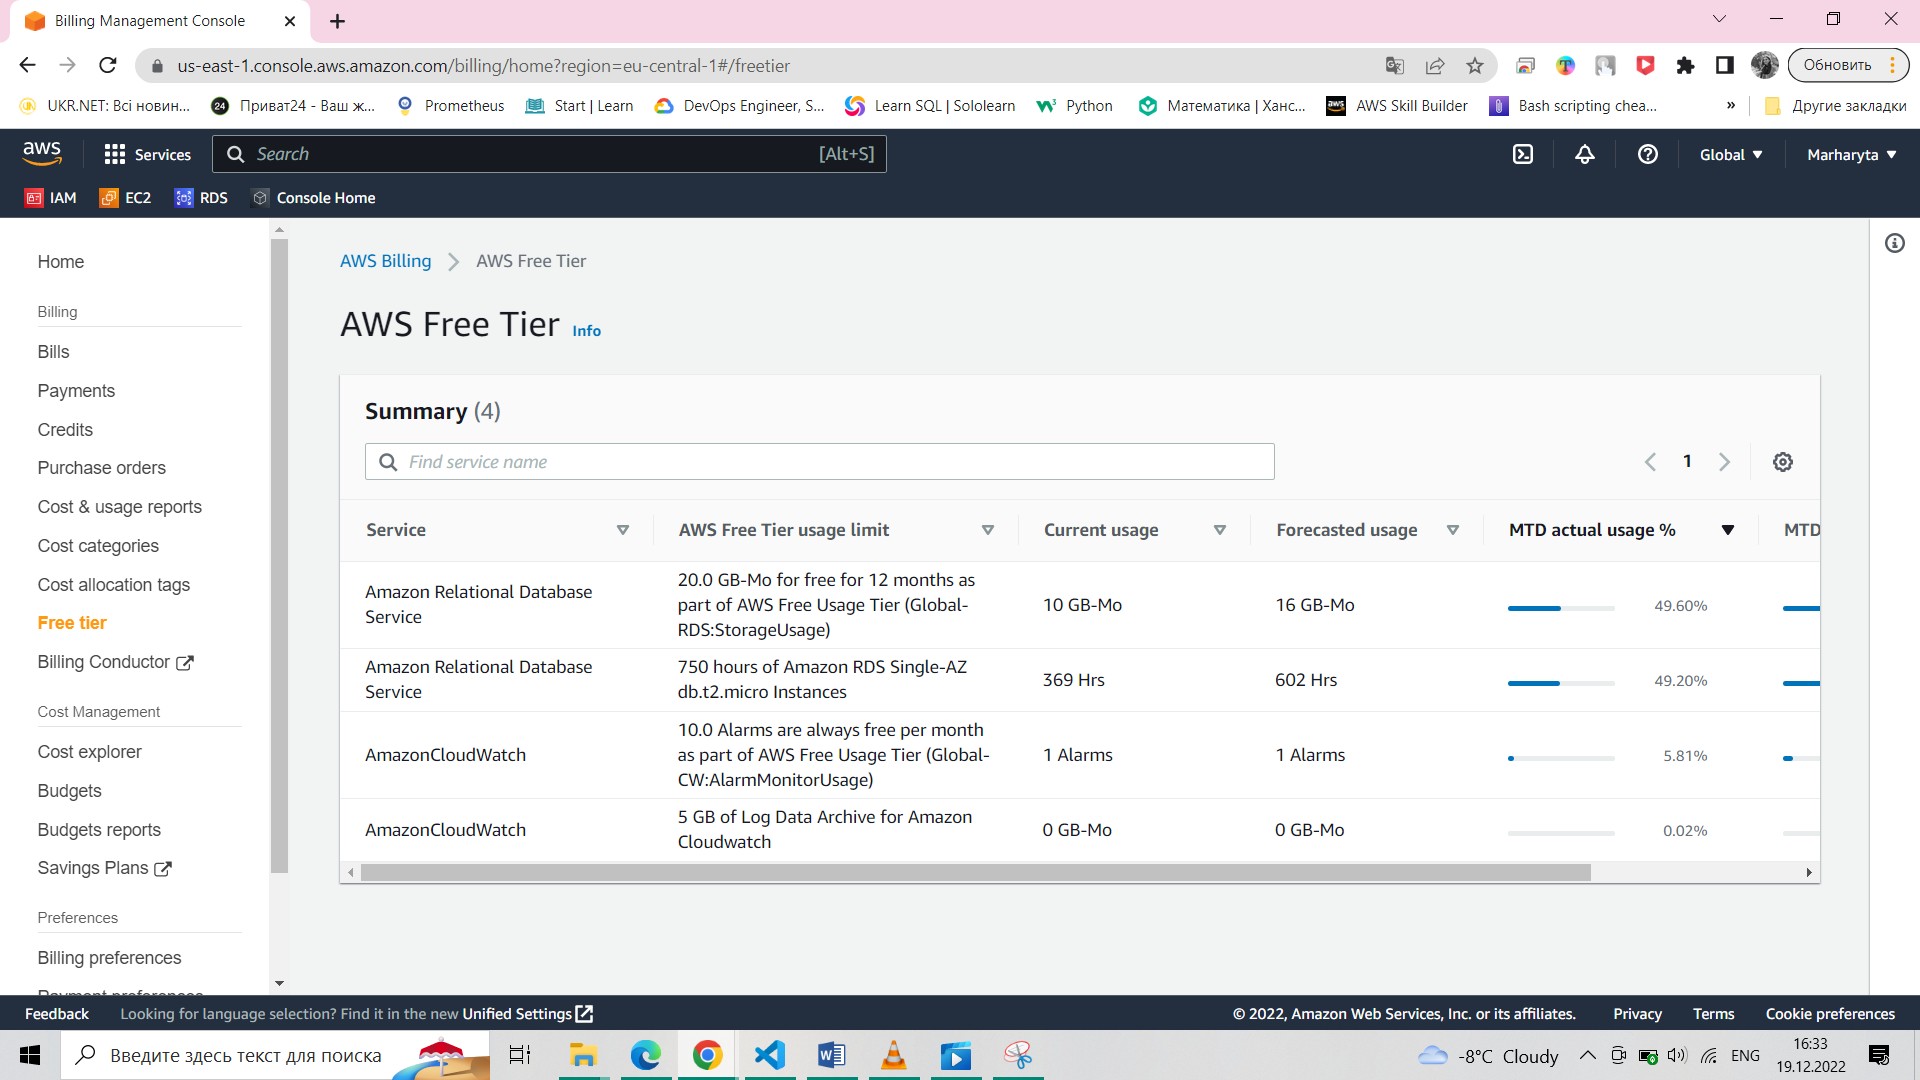 Billing Management Console
us-east-1.console.aws.amazon.com/billing/home?region=eu-central-1#/freetier
Обновить
UKR.NET: Всі новин...
24
Приват24 - Ваш ж...
Prometheus
Start | Learn
DevOps Engineer, S...
Learn SQL | Sololearn
Python
Математика | Ханс...
aws
AWS Skill Builder
Bash scripting chea...
»
Другие закладки
aws
Services
Search
[Alt+S]
Global
Marharyta
IAM
EC2
RDS
Console Home
Home
Billing
Bills
Payments
Credits
Purchase orders
Cost & usage reports
Cost categories
Cost allocation tags
Free tier
Billing Conductor
Cost Management
Cost explorer
Budgets
Budgets reports
Savings Plans
Preferences
Billing preferences
Payment preferences
AWS Billing
AWS Free Tier
AWS Free Tier
Info
Summary (4)
Find service name
1
Service
AWS Free Tier usage limit
Current usage
Forecasted usage
MTD actual usage %
MTD
Amazon Relational Database
Service
20.0 GB-Mo for free for 12 months as
part of AWS Free Usage Tier (Global-
RDS:StorageUsage)
10 GB-Mo
16 GB-Mo
49.60%
Amazon Relational Database
Service
750 hours of Amazon RDS Single-AZ
db.t2.micro Instances
369 Hrs
602 Hrs
49.20%
AmazonCloudWatch
10.0 Alarms are always free per month
as part of AWS Free Usage Tier (Global-
CW:AlarmMonitorUsage)
1 Alarms
1 Alarms
5.81%
AmazonCloudWatch
5 GB of Log Data Archive for Amazon
Cloudwatch
0 GB-Mo
0 GB-Mo
0.02%
Feedback
Looking for language selection? Find it in the new Unified Settings
© 2022, Amazon Web Services, Inc. or its affiliates.
Privacy
Terms
Cookie preferences
Введите здесь текст для поиска
-8°C Cloudy
ENG
16:33
19.12.2022